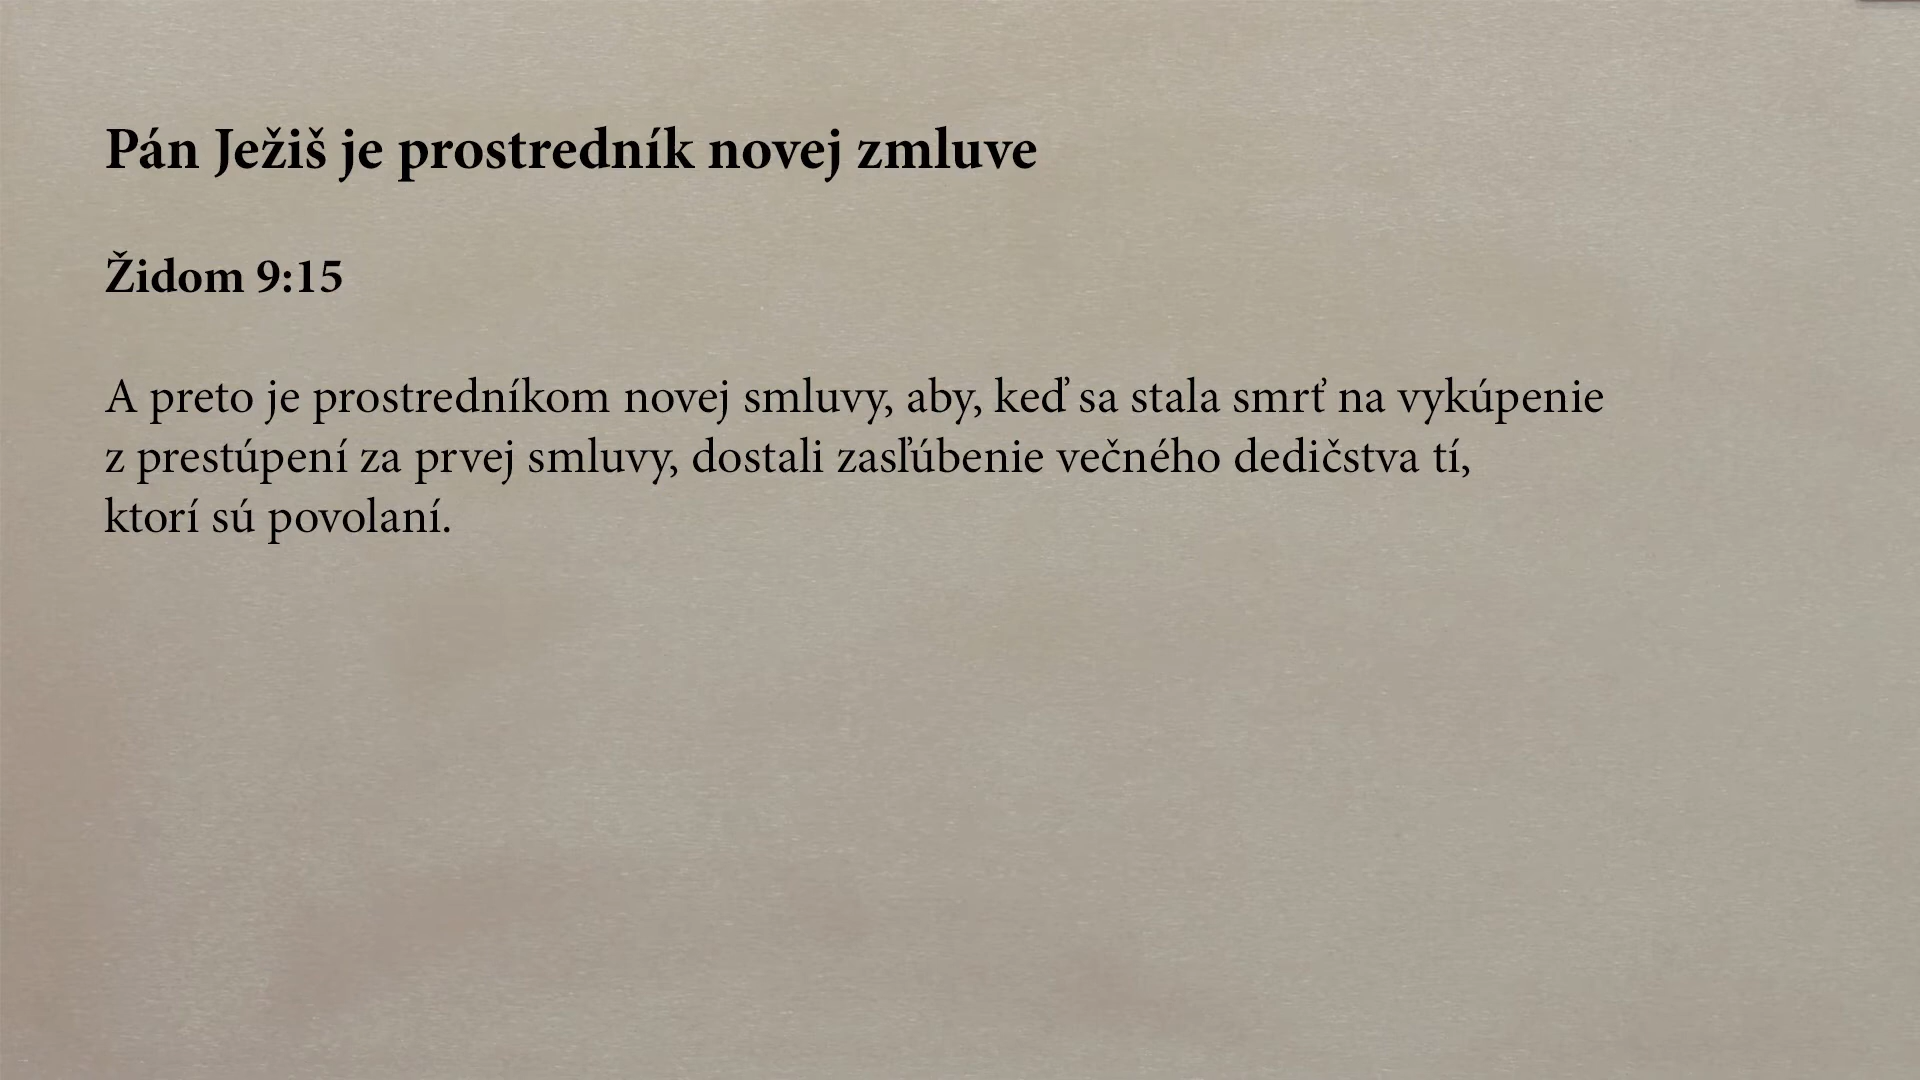 Pán Ježiš je prostredník novej zmluve
Židom 9:15
A preto je prostredníkom novej smluvy, aby, keď sa stala smrť na vykúpenie
z prestúpení za prvej smluvy, dostali zasľúbenie večného dedičstva tí,
ktorí sú povolaní.